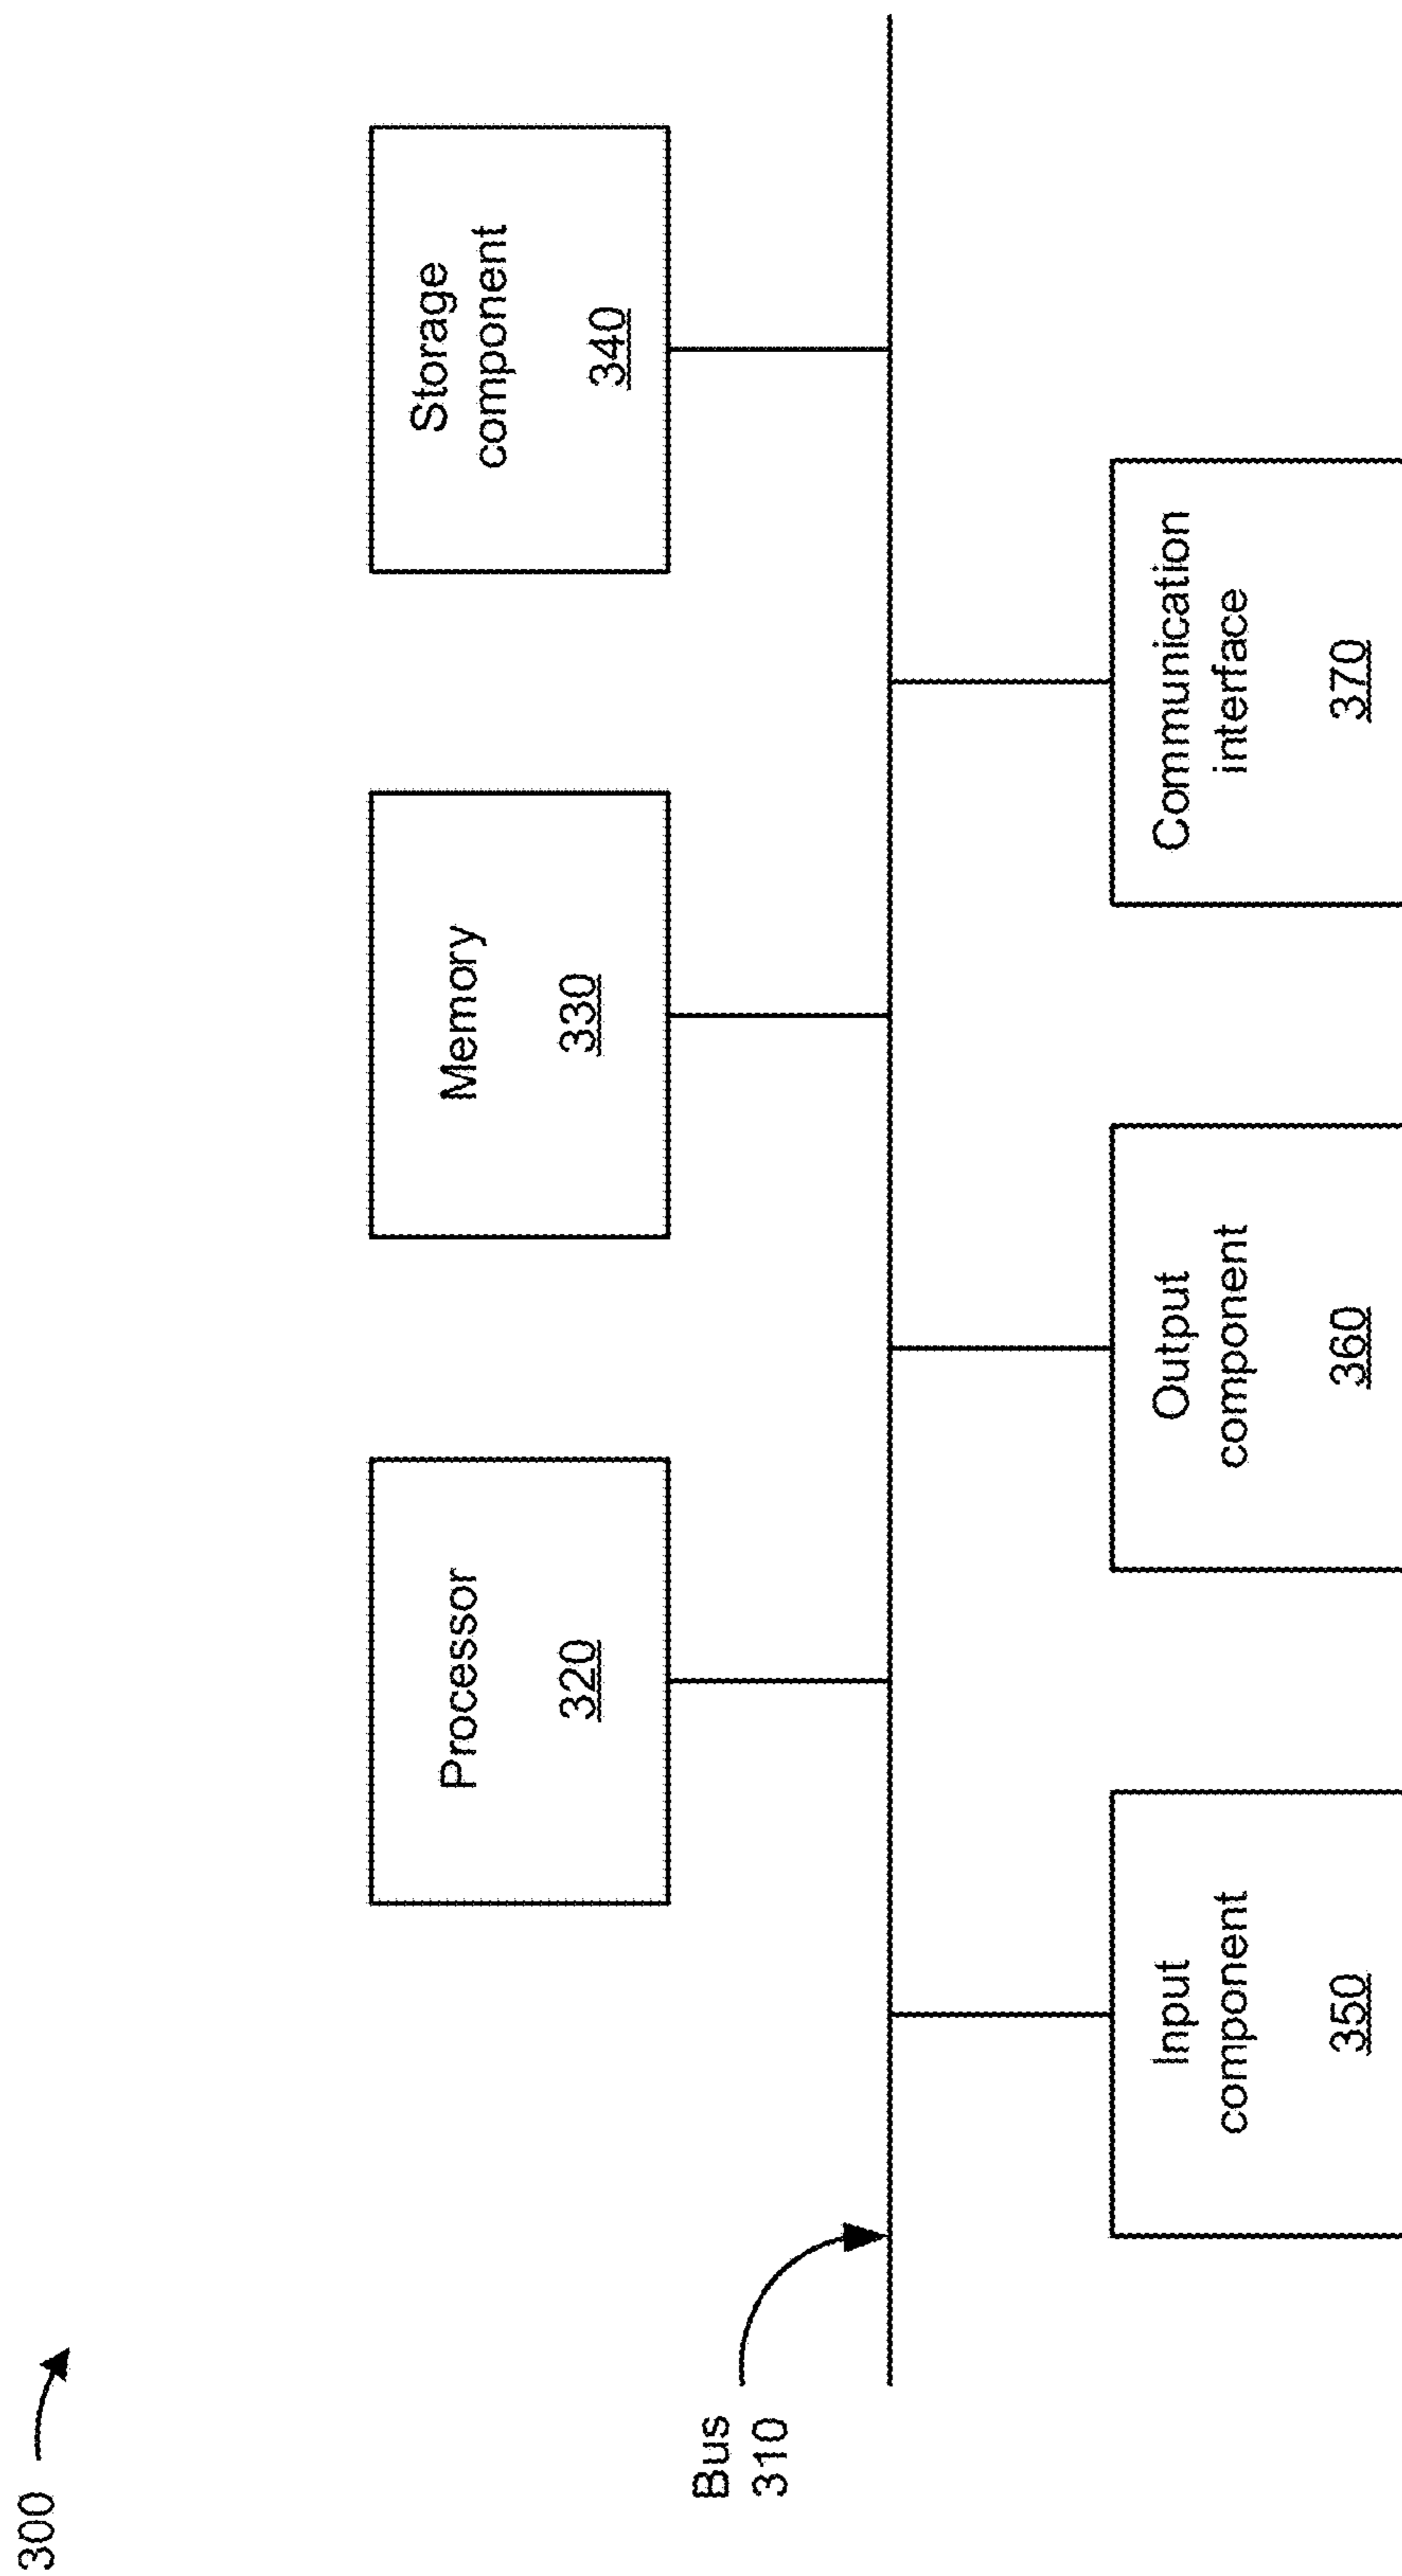 300
Processor
320
Memory
330
Storage
component
340
Bus
310
Input
component
350
Output
component
360
Communication
interface
370